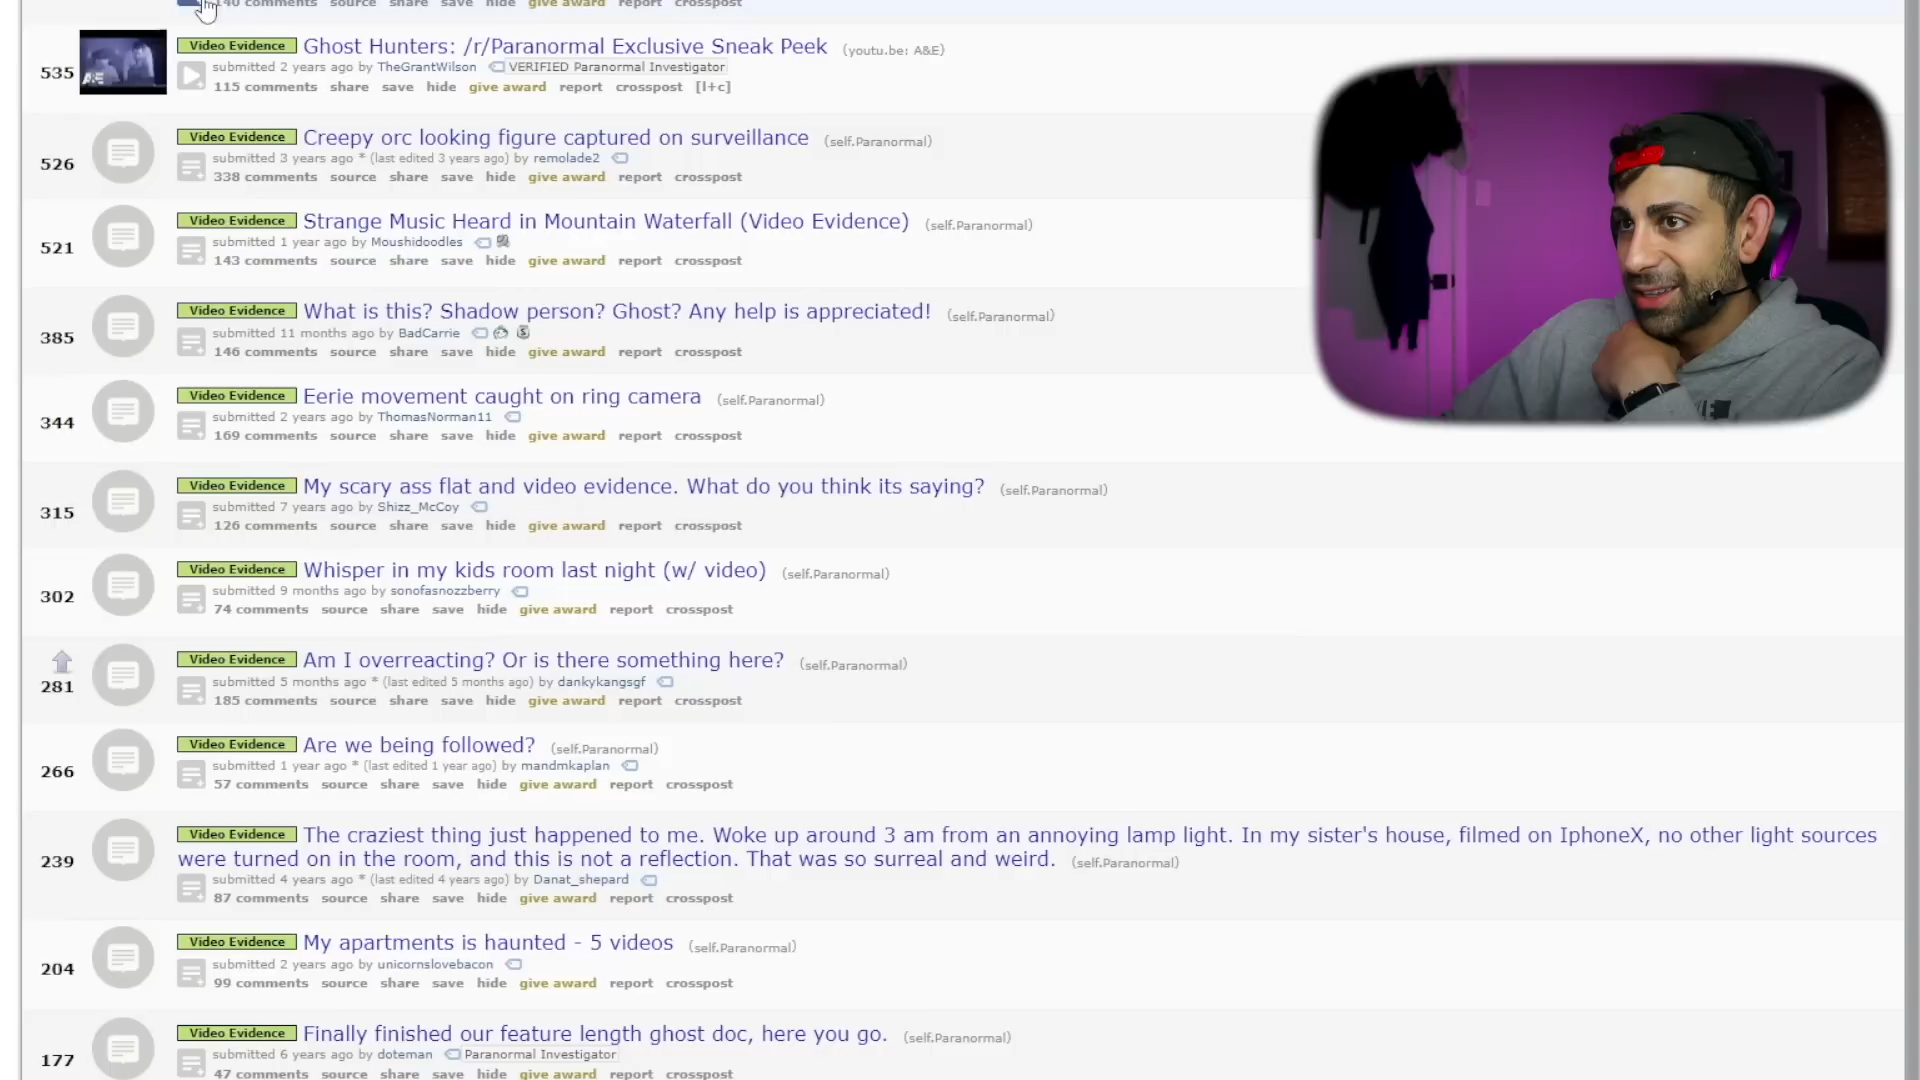 140 comments source share save hide give award report crosspost
535
A&E
Video Evidence Ghost Hunters: /r/Paranormal Exclusive Sneak Peek (youtu.be: A&E)
submitted 2 years ago by TheGrantWilson VERIFIED Paranormal Investigator
115 comments share save hide give award report crosspost [l+c]
526
Video Evidence Creepy orc looking figure captured on surveillance (self.Paranormal)
submitted 3 years ago * (last edited 3 years ago) by remolade2
338 comments source share save hide give award report crosspost
521
Video Evidence Strange Music Heard in Mountain Waterfall (Video Evidence) (self.Paranormal)
submitted 1 year ago by Moushidoodles
143 comments source share save hide give award report crosspost
385
Video Evidence What is this? Shadow person? Ghost? Any help is appreciated! (self.Paranormal)
submitted 11 months ago by BadCarrie
146 comments source share save hide give award report crosspost
344
Video Evidence Eerie movement caught on ring camera (self.Paranormal)
submitted 2 years ago by ThomasNorman11
169 comments source share save hide give award report crosspost
315
Video Evidence My scary ass flat and video evidence. What do you think its saying? (self.Paranormal)
submitted 7 years ago by Shizz_McCoy
126 comments source share save hide give award report crosspost
302
Video Evidence Whisper in my kids room last night (w/ video) (self.Paranormal)
submitted 9 months ago by sonofasnozzberry
74 comments source share save hide give award report crosspost
281
Video Evidence Am I overreacting? Or is there something here? (self.Paranormal)
submitted 5 months ago * (last edited 5 months ago) by dankykangsgf
185 comments source share save hide give award report crosspost
266
Video Evidence Are we being followed? (self.Paranormal)
submitted 1 year ago * (last edited 1 year ago) by mandmkaplan
57 comments source share save hide give award report crosspost
239
Video Evidence The craziest thing just happened to me. Woke up around 3 am from an annoying lamp light. In my sister's house, filmed on IphoneX, no other light sources
were turned on in the room, and this is not a reflection. That was so surreal and weird. (self.Paranormal)
submitted 4 years ago * (last edited 4 years ago) by Danat_shepard
87 comments source share save hide give award report crosspost
204
Video Evidence My apartments is haunted - 5 videos (self.Paranormal)
submitted 2 years ago by unicornslovebacon
99 comments source share save hide give award report crosspost
177
Video Evidence Finally finished our feature length ghost doc, here you go. (self.Paranormal)
submitted 6 years ago by doteman Paranormal Investigator
47 comments source share save hide give award report crosspost